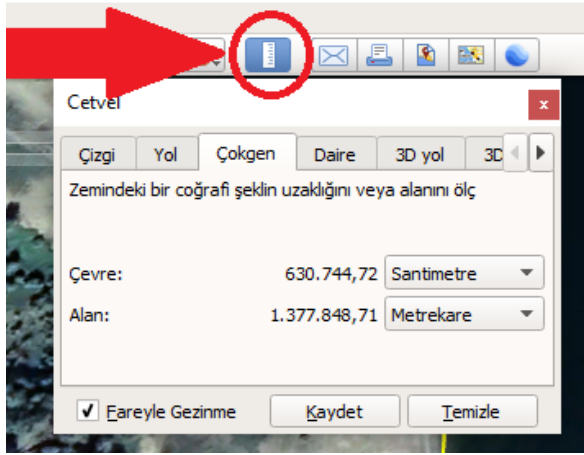 Cetvel
x
Çizgi Yol Çokgen Daire 3D yol 3D
Zemindeki bir coğrafi şeklin uzaklığını veya alanını ölç
Çevre: 630.744,72 Santimetre
Alan: 1.377.848,71 Metrekare
Fareyle Gezinme Kaydet Temizle